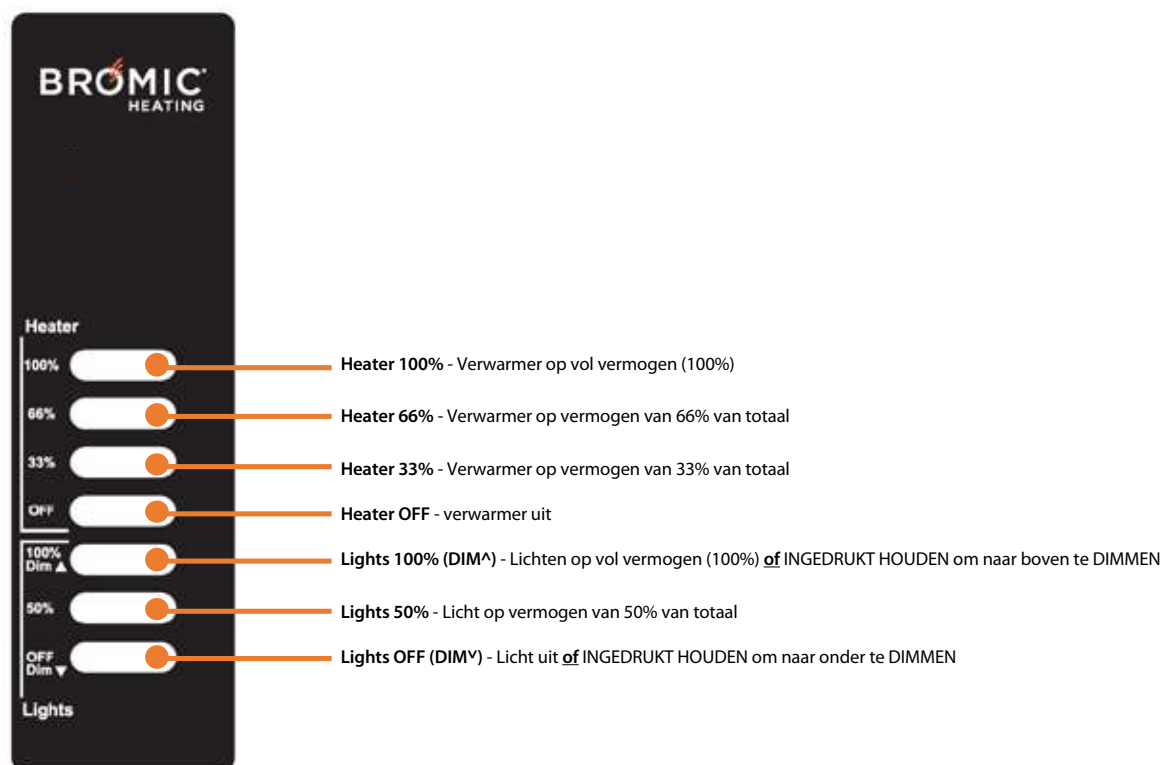 BROMIC
HEATING
Heater
100%
Heater 100% - Verwarmer op vol vermogen (100%)
66%
Heater 66% - Verwarmer op vermogen van 66% van totaal
33%
Heater 33% - Verwarmer op vermogen van 33% van totaal
OFF
Heater OFF - verwarmer uit
100%
Dim ▲
Lights 100% (DIM^) - Lichten op vol vermogen (100%) of INGEDRUKT HOUDEN om naar boven te DIMMEN
50%
Lights 50% - Licht op vermogen van 50% van totaal
OFF
Dim ▼
Lights OFF (DIM˅) - Licht uit of INGEDRUKT HOUDEN om naar onder te DIMMEN
Lights